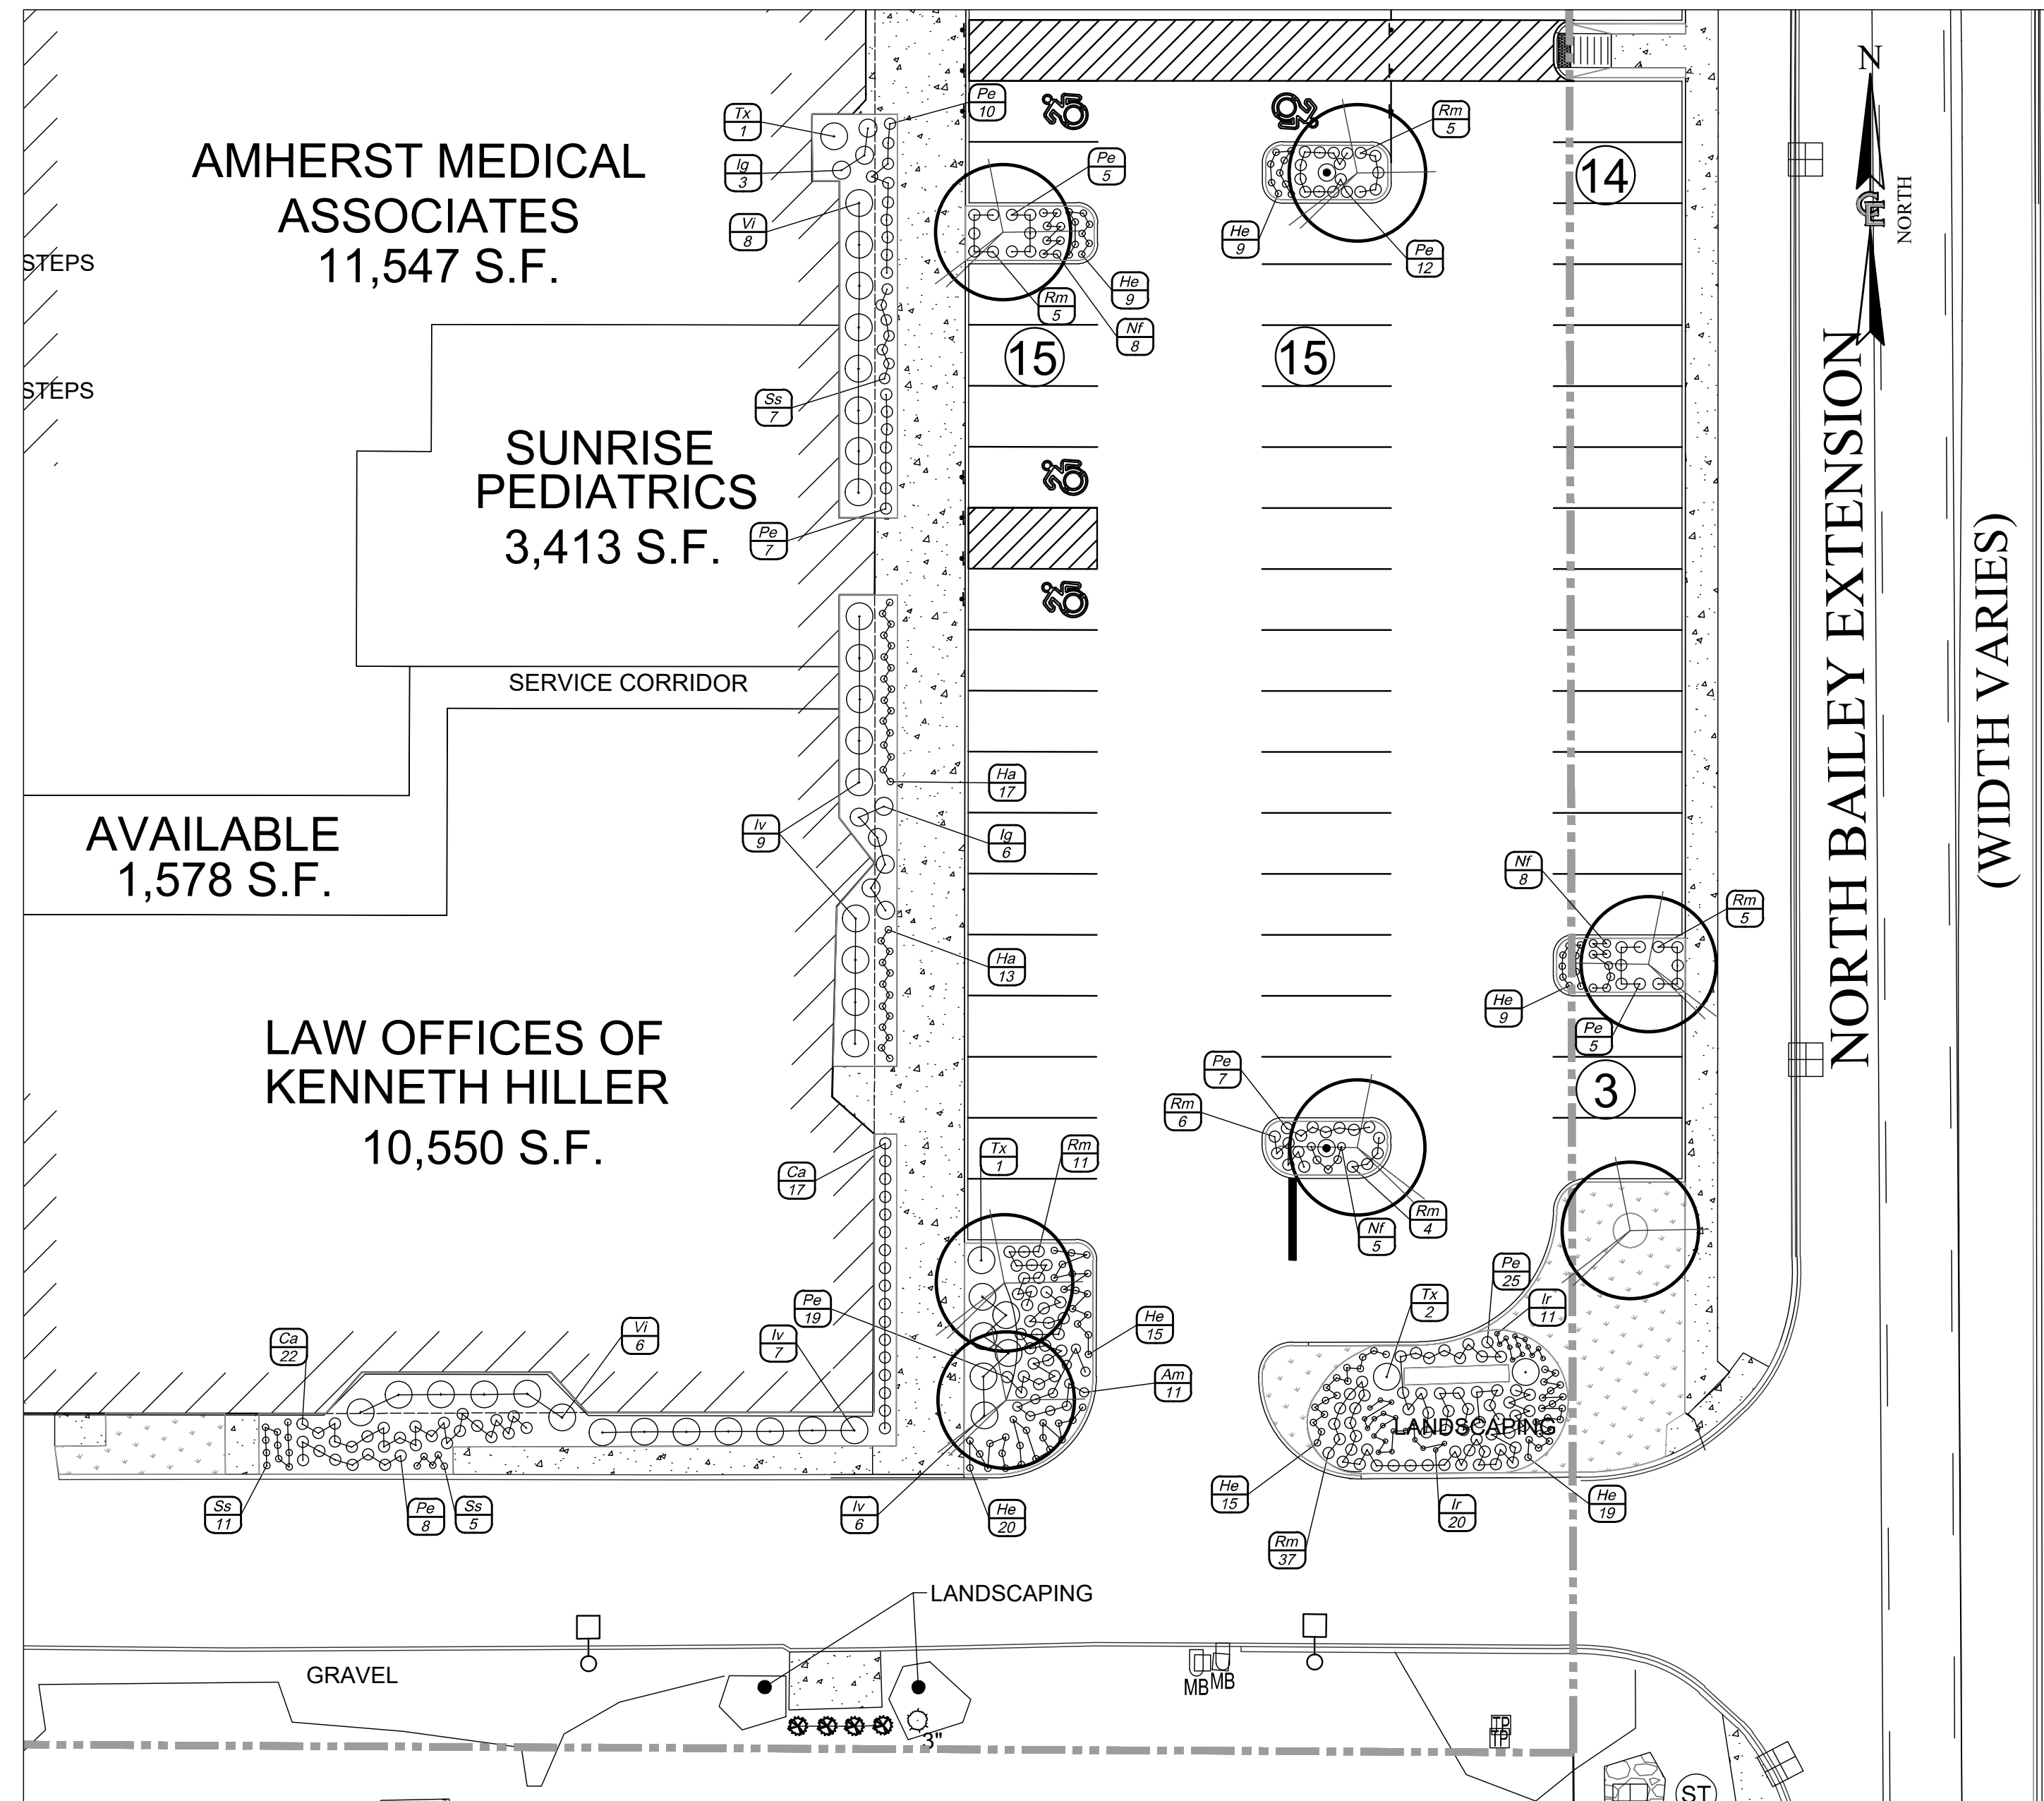 AMHERST MEDICAL
ASSOCIATES
11,547 S.F.
STEPS
STEPS
SUNRISE
PEDIATRICS
3,413 S.F.
SERVICE CORRIDOR
AVAILABLE
1,578 S.F.
LAW OFFICES OF
KENNETH HILLER
10,550 S.F.
Tx
1
Ig
3
Vi
8
Pe
10
Pe
5
Rm
5
He
9
Nf
8
Rm
5
He
9
Pe
12
14
15
15
Ss
7
Pe
7
Ha
17
Iv
9
Ig
6
Ha
13
Nf
8
Rm
5
He
9
Pe
5
3
Pe
7
Rm
6
Rm
4
Nf
5
Ca
17
Tx
1
Rm
11
Pe
19
He
15
Am
11
Iv
7
Vi
6
Ca
22
Ss
11
Pe
8
Ss
5
Iv
6
He
20
Pe
25
Ir
11
Tx
2
LANDSCAPING
He
15
Rm
37
Ir
20
He
19
N
NORTH
NORTH BAILEY EXTENSION
(WIDTH VARIES)
LANDSCAPING
GRAVEL
MB
MB
3"
TP
TP
ST